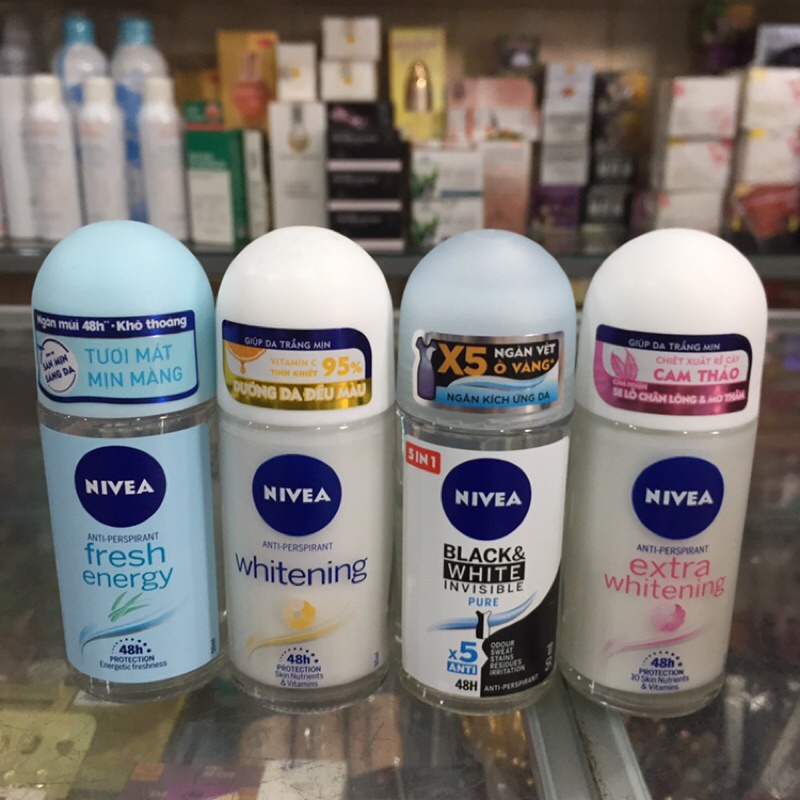 Ngăn mùi 48h** · Khô thoáng
SẦN MỊN
SÁNG DA
TƯƠI MÁT
MỊN MÀNG
NIVEA
ANTI-PERSPIRANT
fresh
energy
48h
PROTECTION
Energetic freshness
GIÚP DA TRẮNG MỊN
VITAMIN C
TINH KHIẾT 95%
DƯỠNG DA ĐỀU MÀU
NIVEA
ANTI-PERSPIRANT
whitening
48h
PROTECTION
Skin Nutrients
& Vitamins
X5 NGĂN VỆT
Ố VÀNG*
NGĂN KÍCH ỨNG DA
5 IN 1
NIVEA
BLACK&
WHITE
INVISIBLE
PURE
x5
ANTI
ODOUR
SWEAT
STAINS
RESIDUES
IRRITATION
48H ANTI-PERSPIRANT
GIÚP DA TRẮNG MỊN
CHIẾT XUẤT RỄ CÂY
CAM THẢO
SE LỖ CHÂN LÔNG & MỜ THÂM
NIVEA
ANTI-PERSPIRANT
extra
whitening
48h
PROTECTION
10 Skin Nutrients
& Vitamins